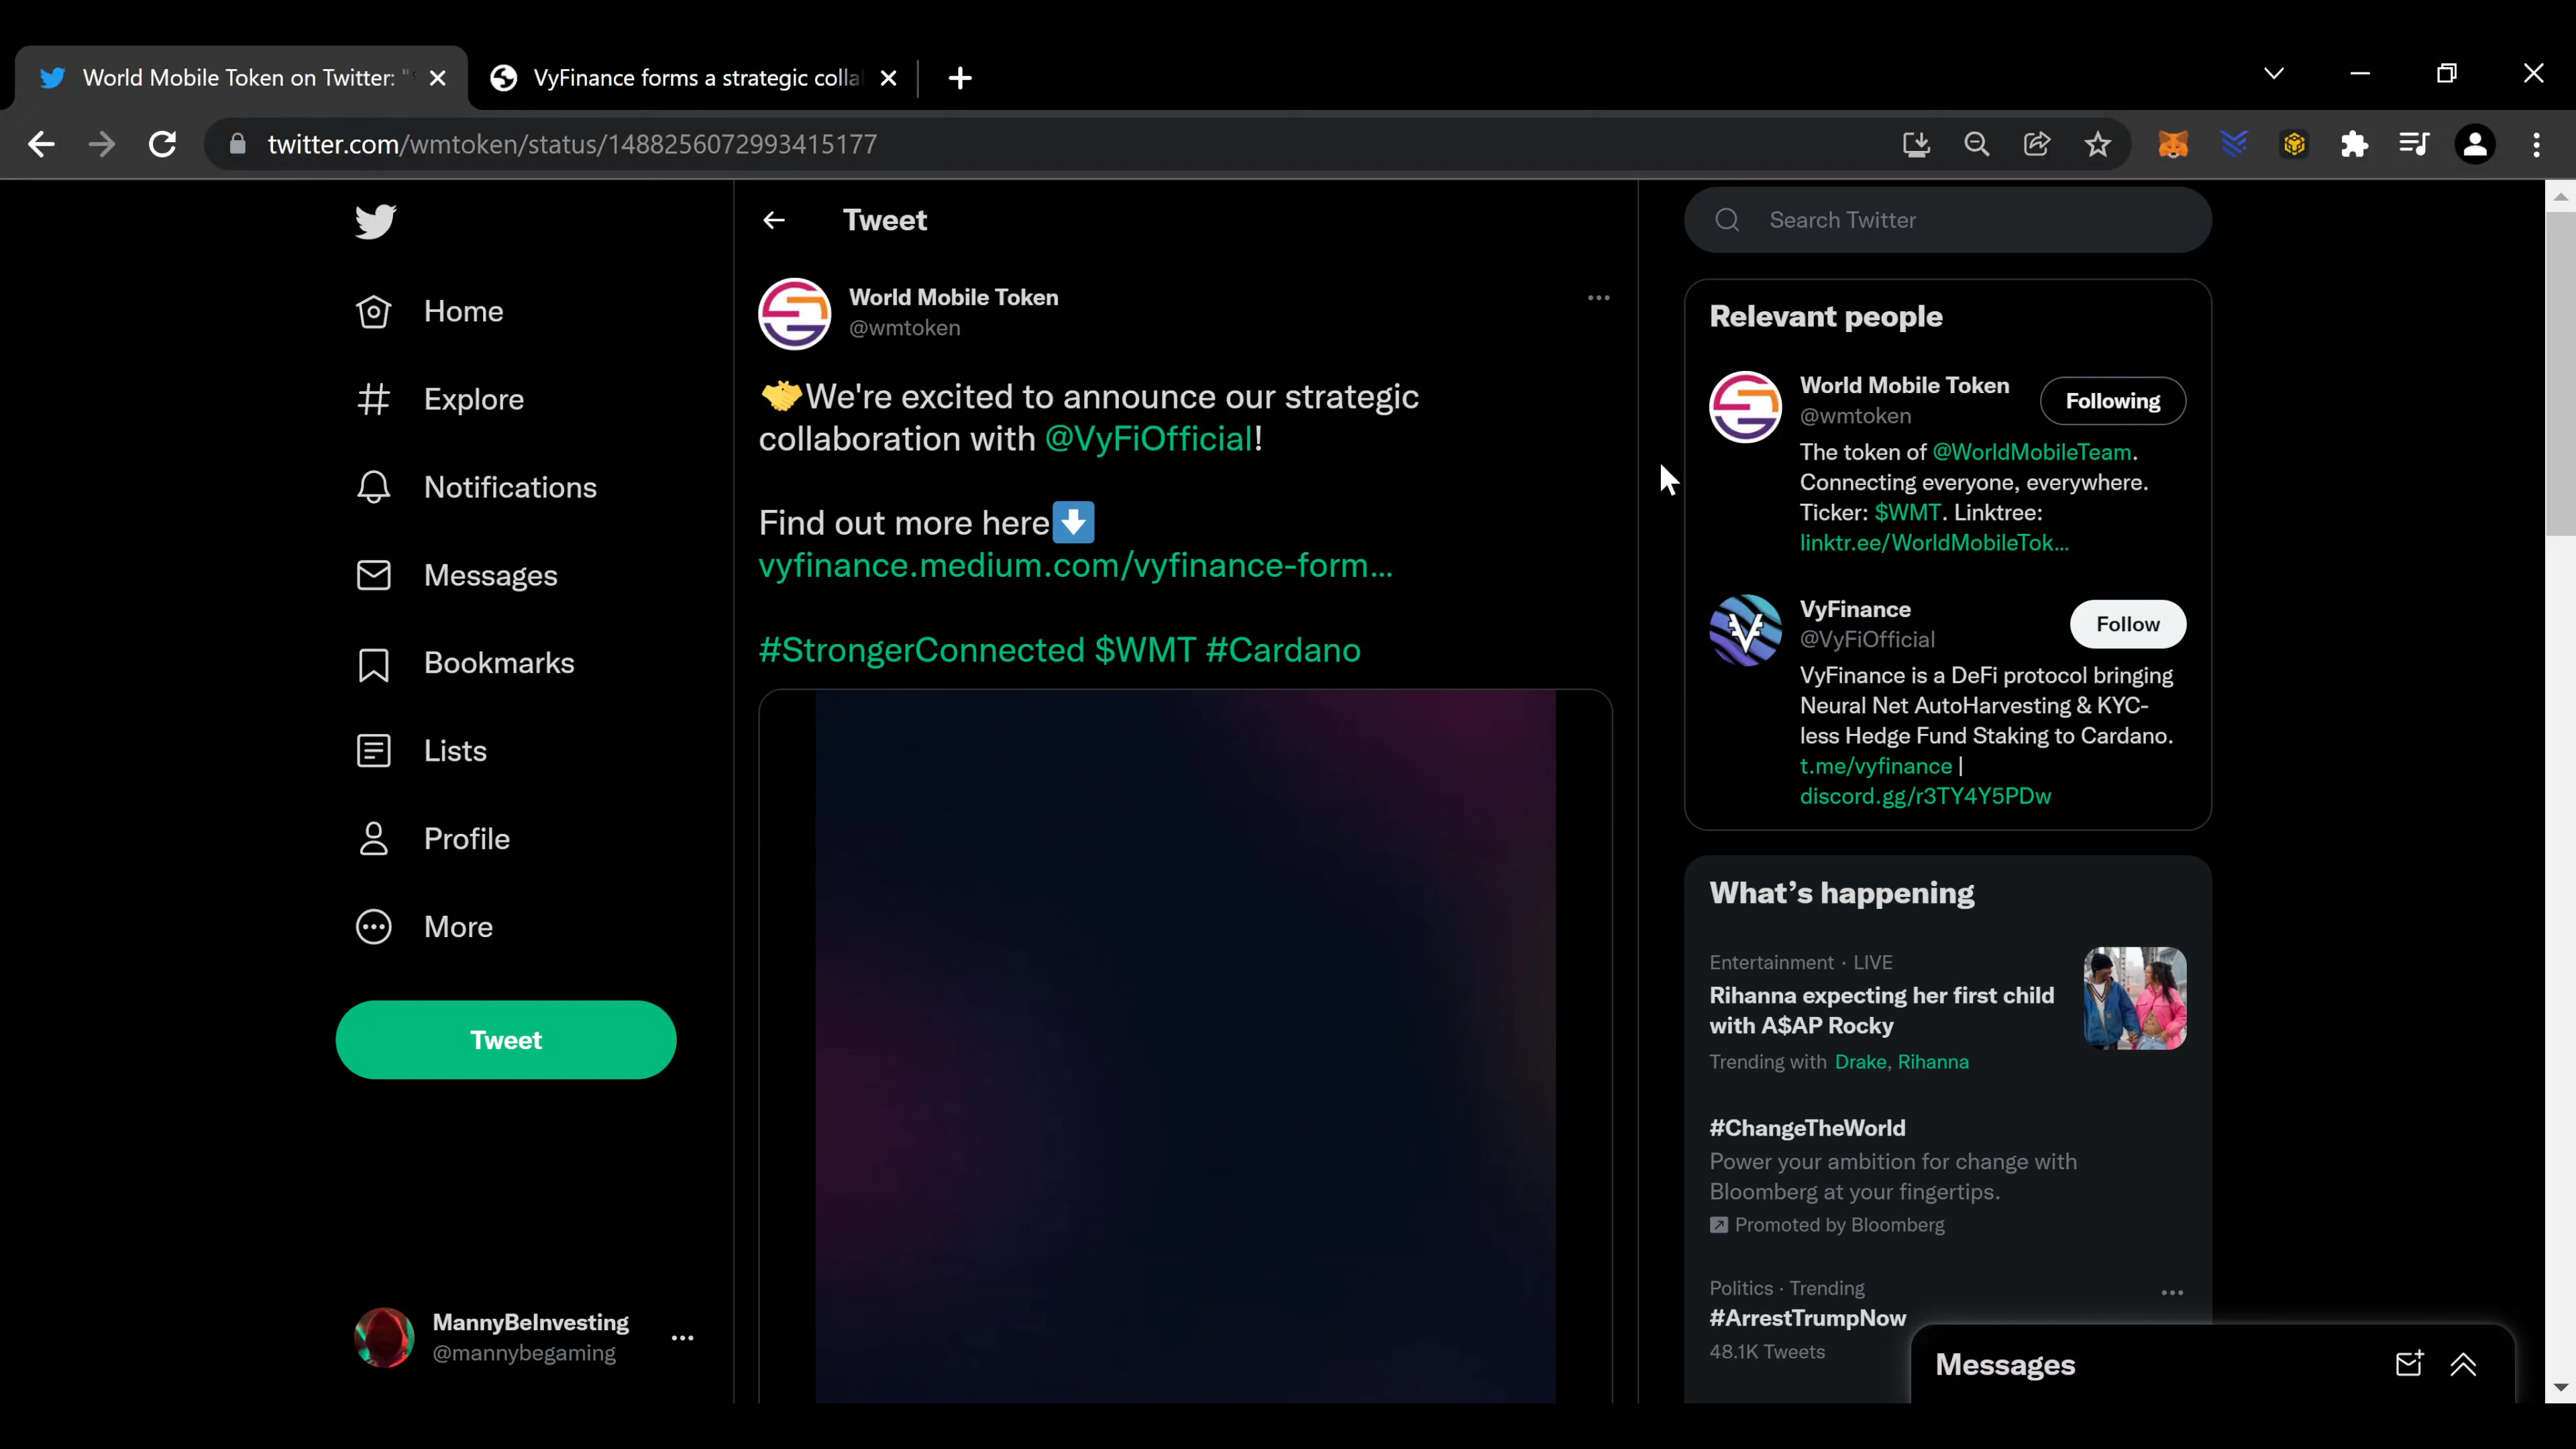 World Mobile Token on Twitter: "
VyFinance forms a strategic colla
twitter.com/wmtoken/status/1488256072993415177
Home
Explore
Notifications
Messages
Bookmarks
Lists
Profile
More
Tweet
MannyBeInvesting
@mannybegaming
Tweet
World Mobile Token
@wmtoken
🤝We're excited to announce our strategic
collaboration with @VyFiOfficial!
Find out more here⬇️
vyfinance.medium.com/vyfinance-form...
#StrongerConnected $WMT #Cardano
Search Twitter
Relevant people
World Mobile Token
@wmtoken
Following
The token of @WorldMobileTeam.
Connecting everyone, everywhere.
Ticker: $WMT. Linktree:
linktr.ee/WorldMobileTok...
VyFinance
@VyFiOfficial
Follow
VyFinance is a DeFi protocol bringing
Neural Net AutoHarvesting & KYC-
less Hedge Fund Staking to Cardano.
t.me/vyfinance |
discord.gg/r3TY4Y5PDw
What's happening
Entertainment · LIVE
Rihanna expecting her first child
with A$AP Rocky
Trending with Drake, Rihanna
#ChangeTheWorld
Power your ambition for change with
Bloomberg at your fingertips.
Promoted by Bloomberg
Politics · Trending
#ArrestTrumpNow
48.1K Tweets
Messages